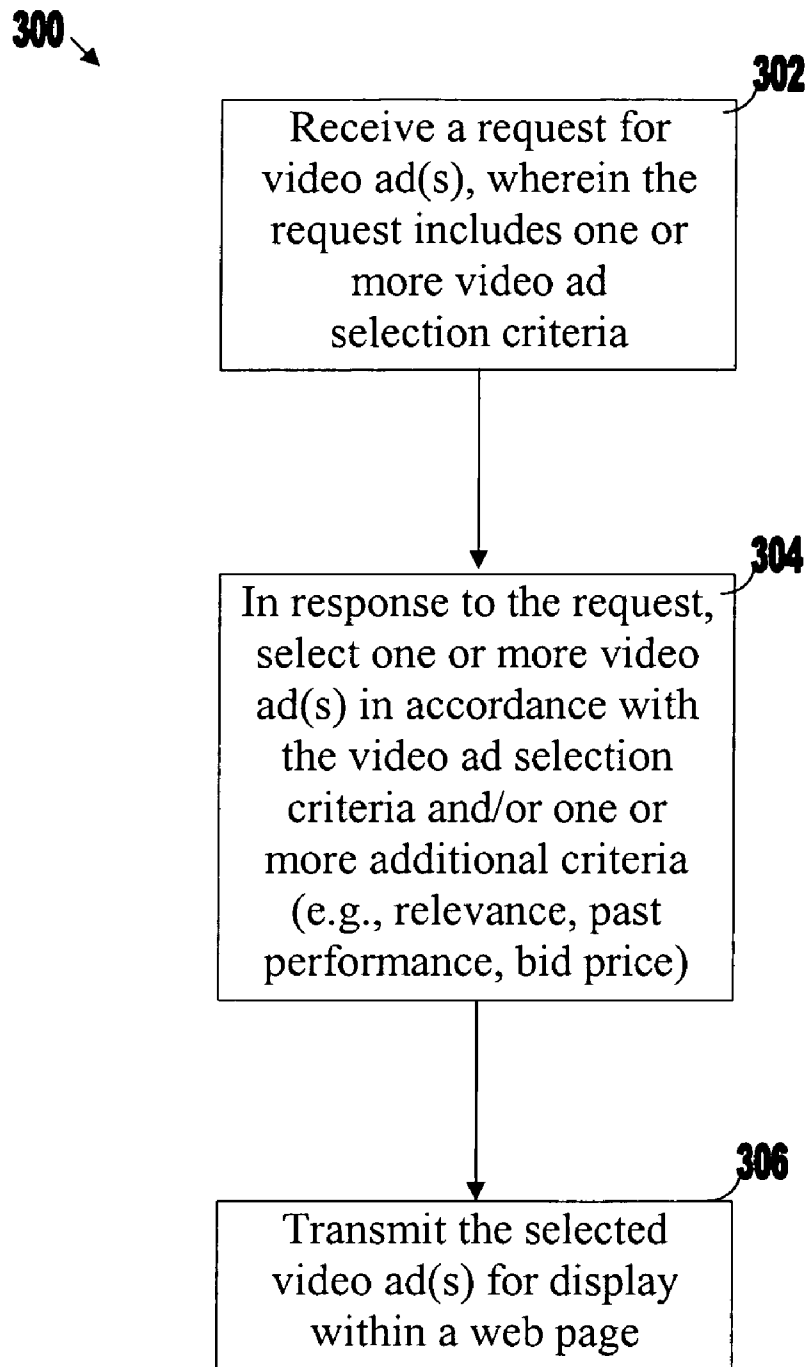 300
302
Receive a request for
video ad(s), wherein the
request includes one or
more video ad
selection criteria
304
In response to the request,
select one or more video
ad(s) in accordance with
the video ad selection
criteria and/or one or
more additional criteria
(e.g., relevance, past
performance, bid price)
306
Transmit the selected
video ad(s) for display
within a web page